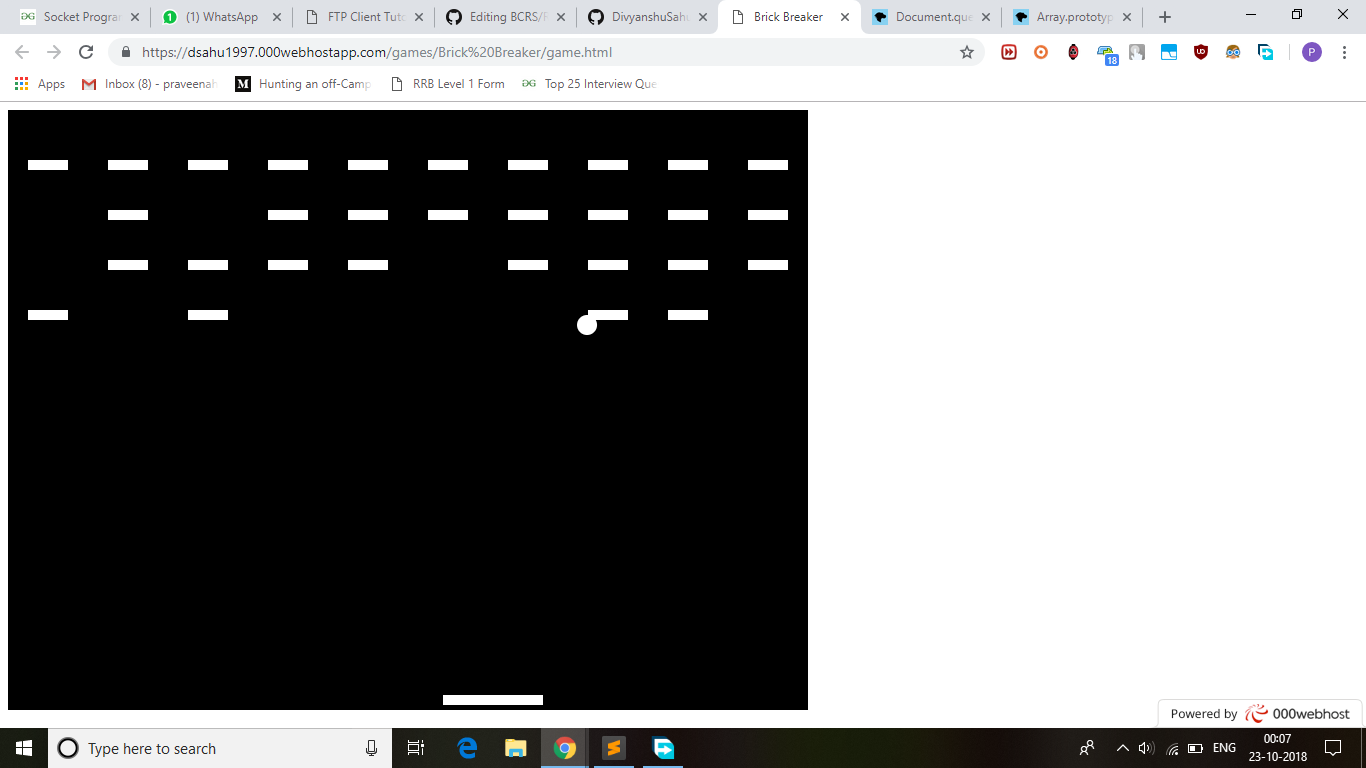 Socket Progra
(1) WhatsApp
FTP Client Tuto
Editing BCRS/F
DivyanshuSahu
Brick Breaker
Document.que
Array.prototyp
https://dsahu1997.000webhostapp.com/games/Brick%20Breaker/game.html
18
P
Apps
Inbox (8) - praveenah
Hunting an off-Camp
RRB Level 1 Form
Top 25 Interview Que
Powered by 000webhost
Type here to search
ENG
00:07
23-10-2018